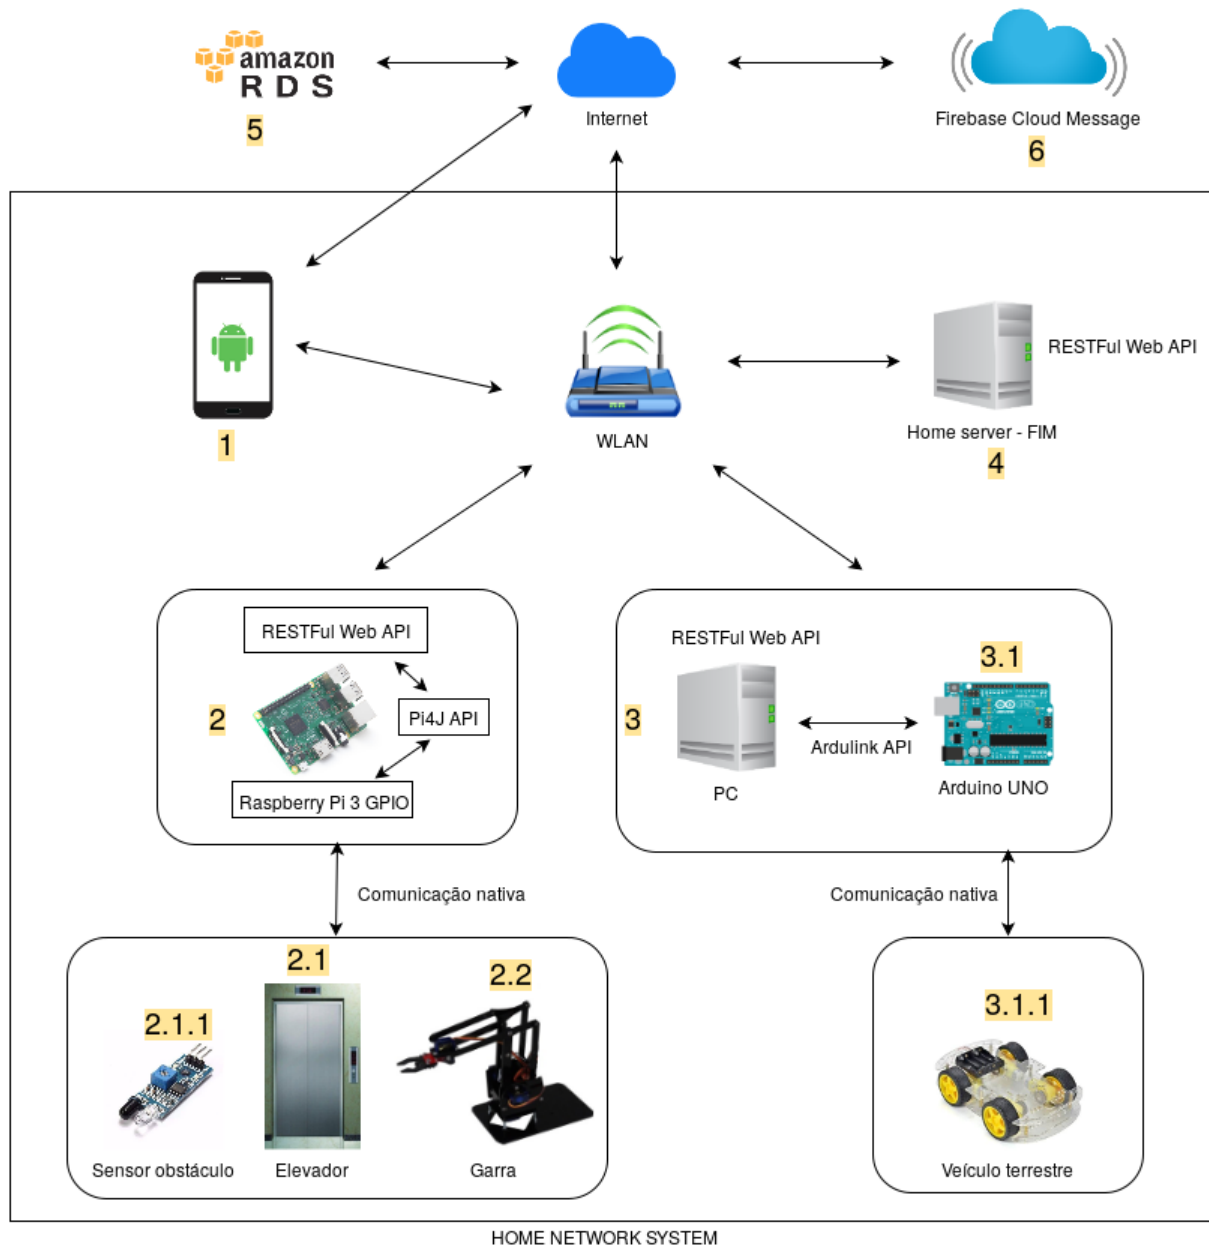 amazon
RDS
5
Internet
Firebase Cloud Message
6
1
WLAN
RESTFul Web API
Home server - FIM
4
RESTFul Web API
2
Pi4J API
Raspberry Pi 3 GPIO
RESTFul Web API
3.1
3
Ardulink API
PC
Arduino UNO
Comunicação nativa
Comunicação nativa
2.1
2.2
2.1.1
3.1.1
Sensor obstáculo
Elevador
Garra
Veículo terrestre
HOME NETWORK SYSTEM